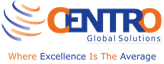 CENTRO
Global Solutions
Where Excellence Is The Average